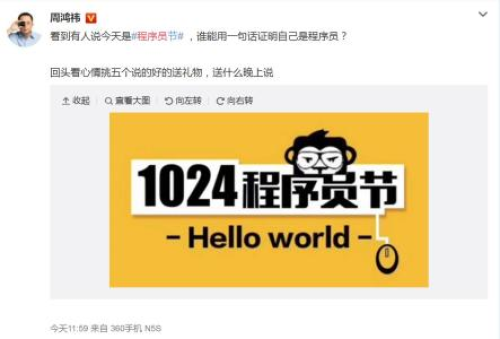 周鸿祎
看到有人说今天是#程序员节#，谁能用一句话证明自己是程序员？
回头看心情挑五个说的好的送礼物，送什么晚上说
收起 查看大图 向左转 向右转
1024程序员节
- Hello world -
今天11:59 来自 360手机 N5S